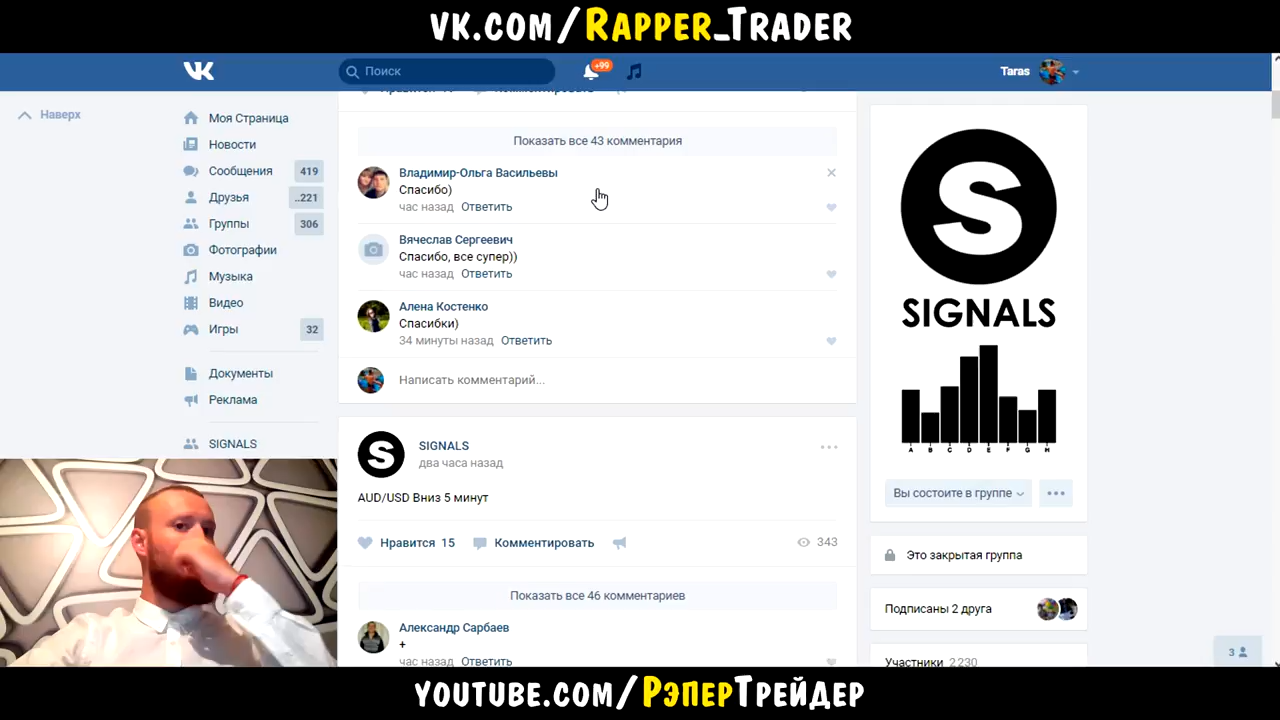 vk.com/Rapper_Trader
Поиск
+99
Taras
Наверх
Моя Страница
Новости
Сообщения 419
Друзья ..221
Группы 306
Фотографии
Музыка
Видео
Игры 32
Документы
Реклама
SIGNALS
Нравится
Комментировать
Показать все 43 комментария
Владимир-Ольга Васильевы
Спасибо)
час назад Ответить
Вячеслав Сергеевич
Спасибо, все супер))
час назад Ответить
Алена Костенко
Спасибки)
34 минуты назад Ответить
Написать комментарий...
S
SIGNALS
два часа назад
AUD/USD Вниз 5 минут
Нравится 15 Комментировать 343
Показать все 46 комментариев
Александр Сарбаев
+
час назад Ответить
S
SIGNALS
A B C D E F G H
Вы состоите в группе
Это закрытая группа
Подписаны 2 друга
Участники 2 230
3
youtube.com/РэперТрейдер